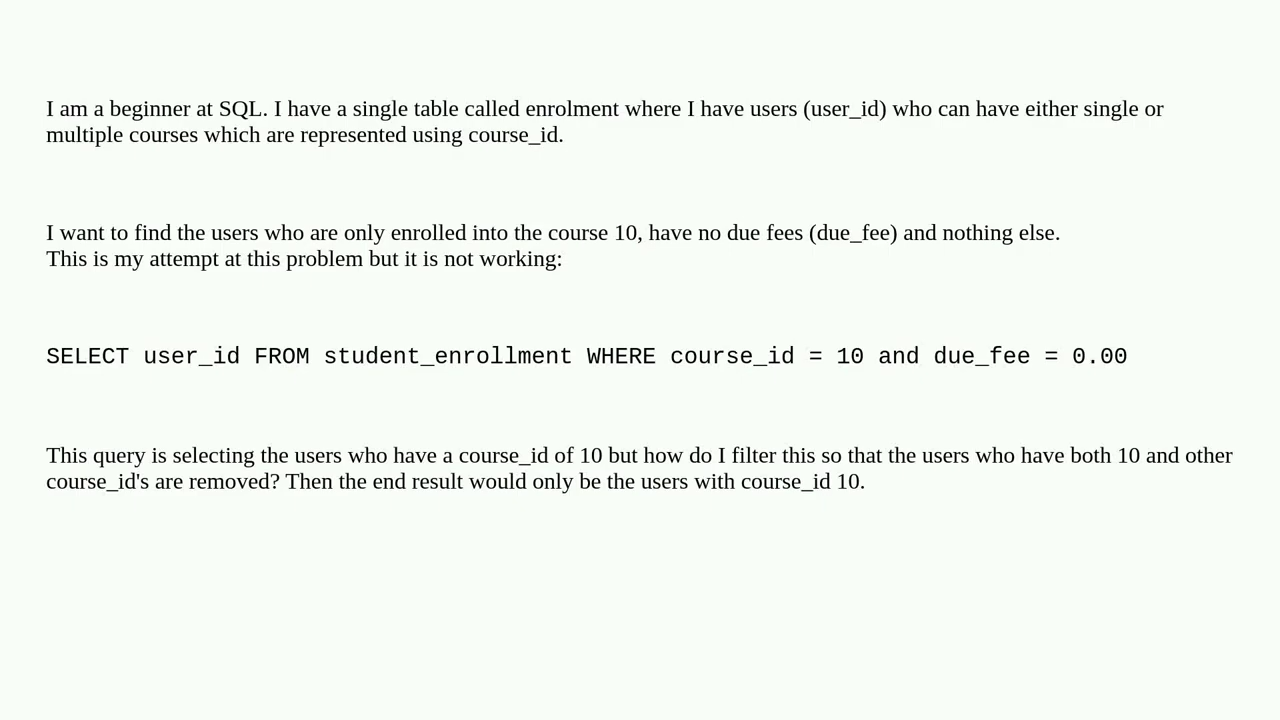 I am a beginner at SQL. I have a single table called enrolment where I have users (user_id) who can have either single or
multiple courses which are represented using course_id.
I want to find the users who are only enrolled into the course 10, have no due fees (due_fee) and nothing else.
This is my attempt at this problem but it is not working:
SELECT user_id FROM student_enrollment WHERE course_id = 10 and due_fee = 0.00
This query is selecting the users who have a course_id of 10 but how do I filter this so that the users who have both 10 and other
course_id's are removed? Then the end result would only be the users with course_id 10.